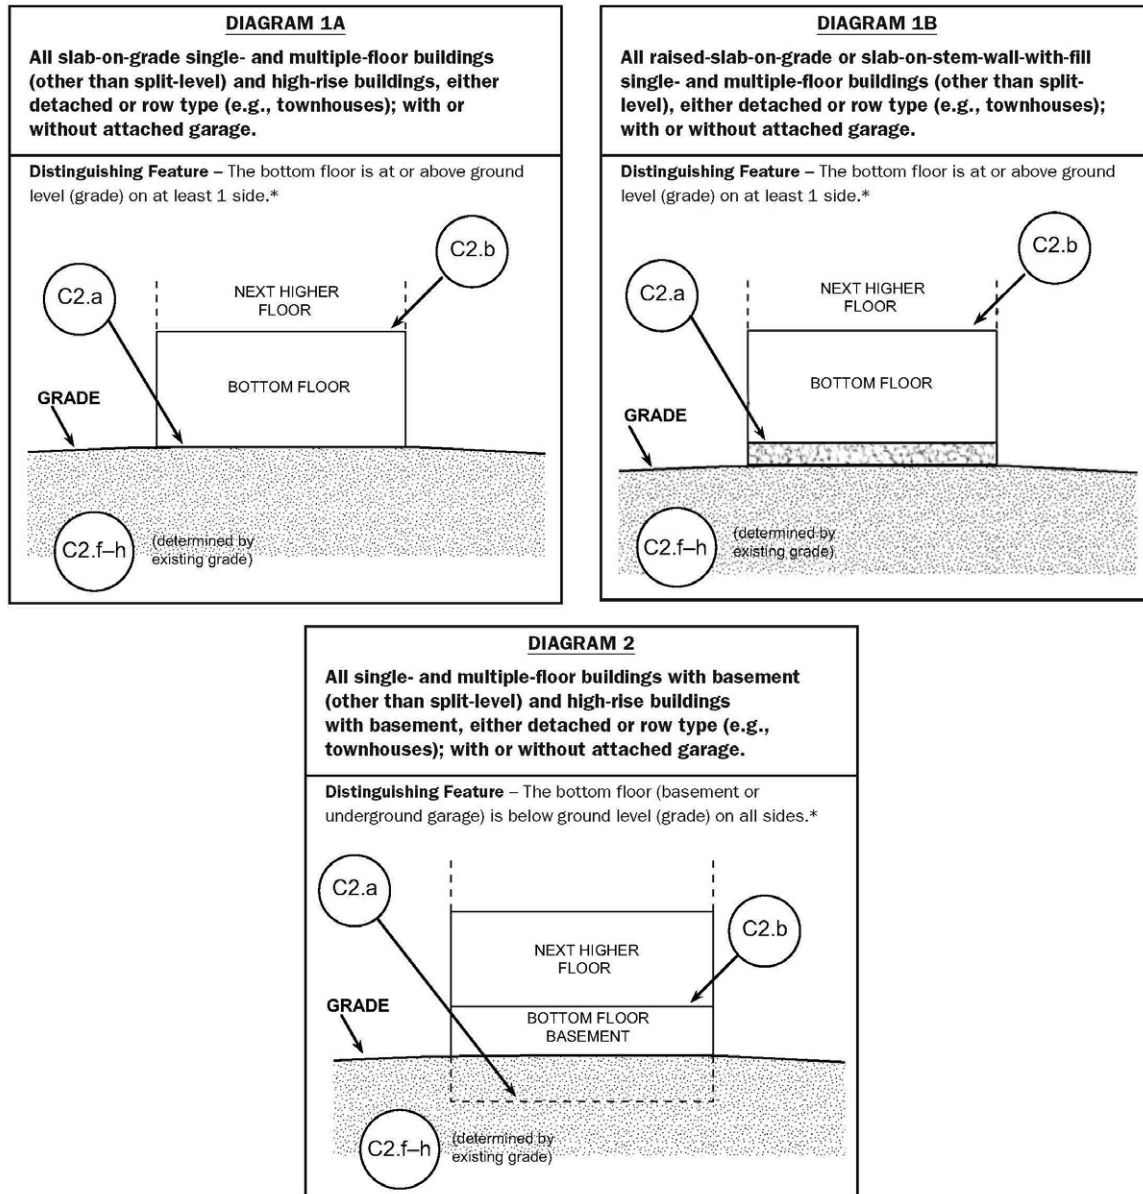 DIAGRAM 1A
All slab-on-grade single- and multiple-floor buildings
(other than split-level) and high-rise buildings, either
detached or row type (e.g., townhouses); with or
without attached garage.
Distinguishing Feature – The bottom floor is at or above ground
level (grade) on at least 1 side.*
C2.b
C2.a
NEXT HIGHER
FLOOR
BOTTOM FLOOR
GRADE
C2.f–h
(determined by
existing grade)
DIAGRAM 1B
All raised-slab-on-grade or slab-on-stem-wall-with-fill
single- and multiple-floor buildings (other than split-
level), either detached or row type (e.g., townhouses);
with or without attached garage.
Distinguishing Feature – The bottom floor is at or above ground
level (grade) on at least 1 side.*
C2.b
C2.a
NEXT HIGHER
FLOOR
BOTTOM FLOOR
GRADE
C2.f–h
(determined by
existing grade)
DIAGRAM 2
All single- and multiple-floor buildings with basement
(other than split-level) and high-rise buildings
with basement, either detached or row type (e.g.,
townhouses); with or without attached garage.
Distinguishing Feature – The bottom floor (basement or
underground garage) is below ground level (grade) on all sides.*
C2.a
C2.b
NEXT HIGHER
FLOOR
GRADE
BOTTOM FLOOR
BASEMENT
C2.f–h
(determined by
existing grade)